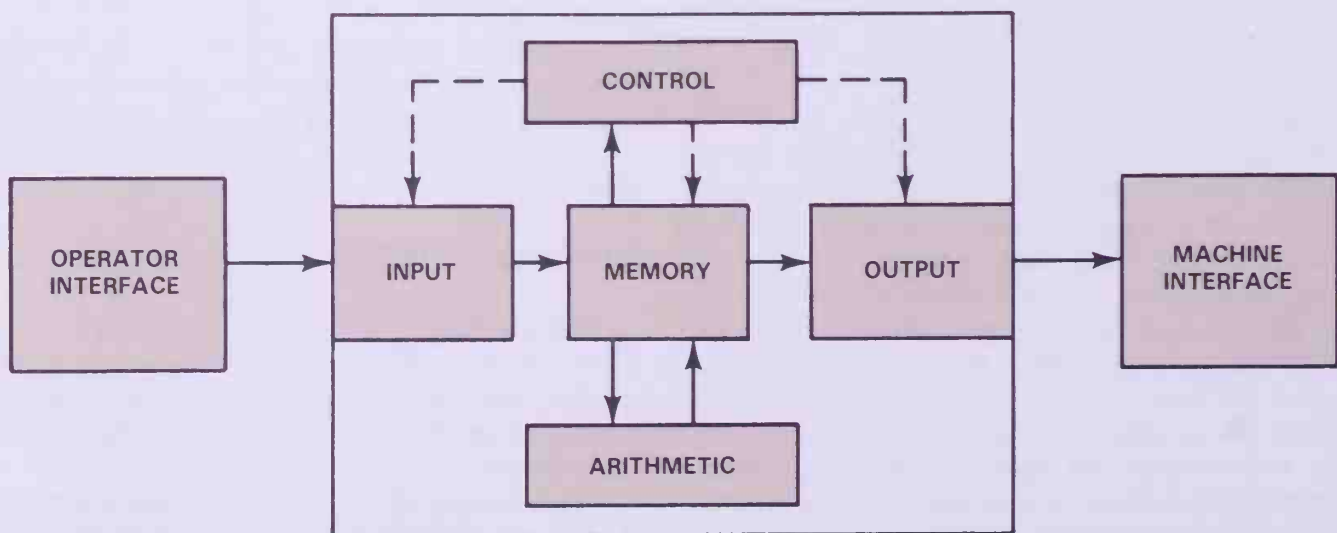 CONTROL
OPERATOR
INTERFACE
INPUT
MEMORY
OUTPUT
MACHINE
INTERFACE
ARITHMETIC